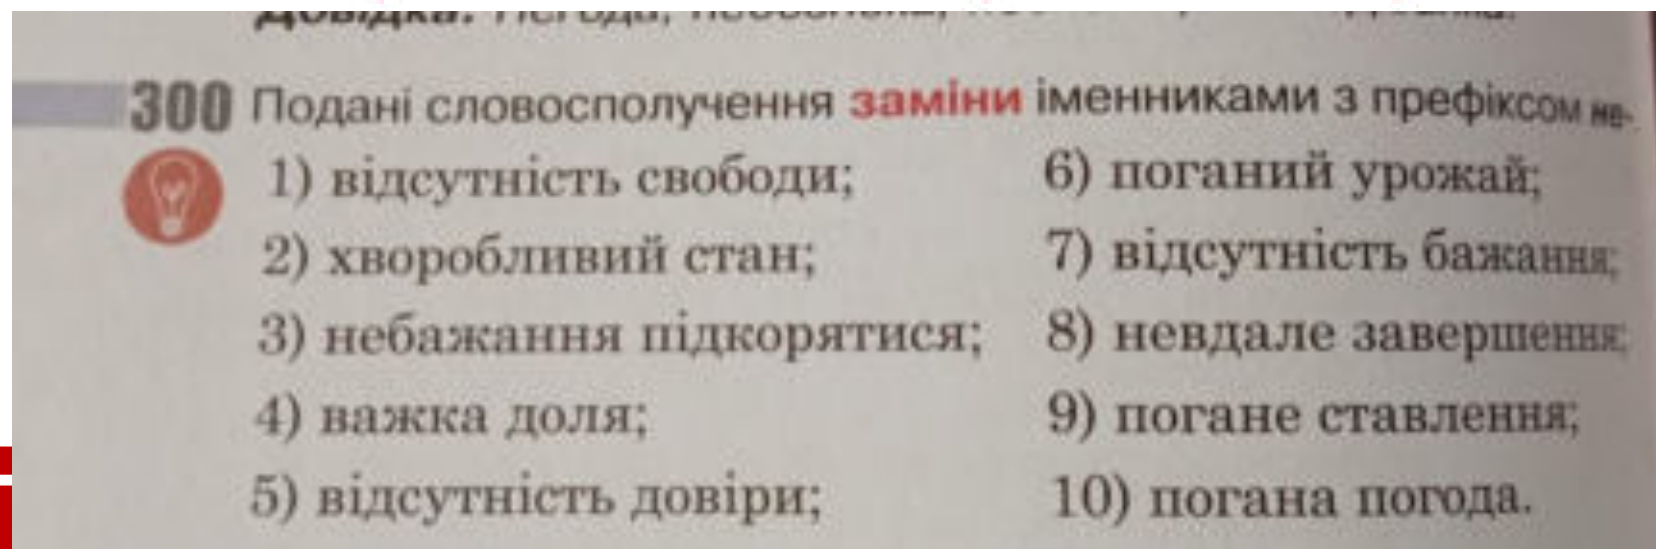 Довідка.
300 Подані словосполучення заміни іменниками з префіксом не-.
1) відсутність свободи;
2) хворобливий стан;
3) небажання підкорятися;
4) важка доля;
5) відсутність довіри;
6) поганий урожай;
7) відсутність бажання;
8) невдале завершення;
9) погане ставлення;
10) погана погода.